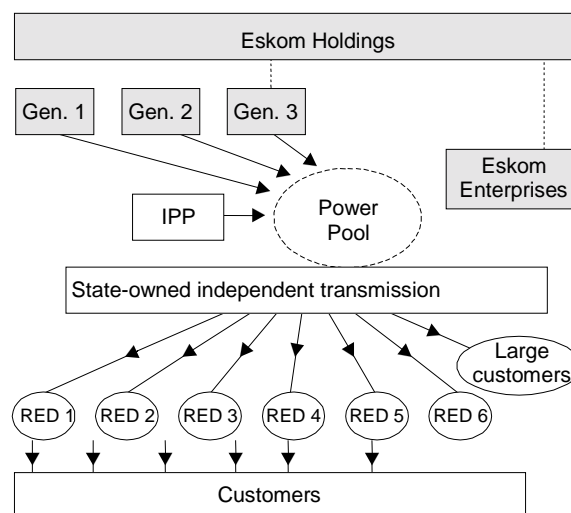 Eskom Holdings
Gen. 1
Gen. 2
Gen. 3
Eskom
Enterprises
IPP
Power
Pool
State-owned independent transmission
Large
customers
RED 1
RED 2
RED 3
RED 4
RED 5
RED 6
Customers